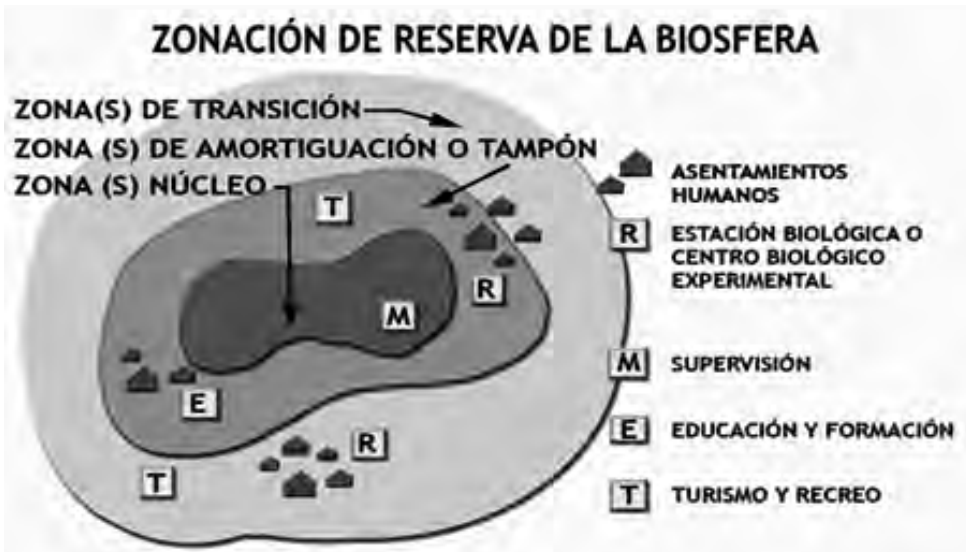 ZONACIÓN DE RESERVA DE LA BIOSFERA
ZONA(S) DE TRANSICIÓN
ZONA (S) DE AMORTIGUACIÓN O TAMPÓN
ZONA (S) NÚCLEO
T
R
M
E
R
T
ASENTAMIENTOS
HUMANOS
R ESTACIÓN BIOLÓGICA O
CENTRO BIOLÓGICO
EXPERIMENTAL
M SUPERVISIÓN
E EDUCACIÓN Y FORMACIÓN
T TURISMO Y RECREO